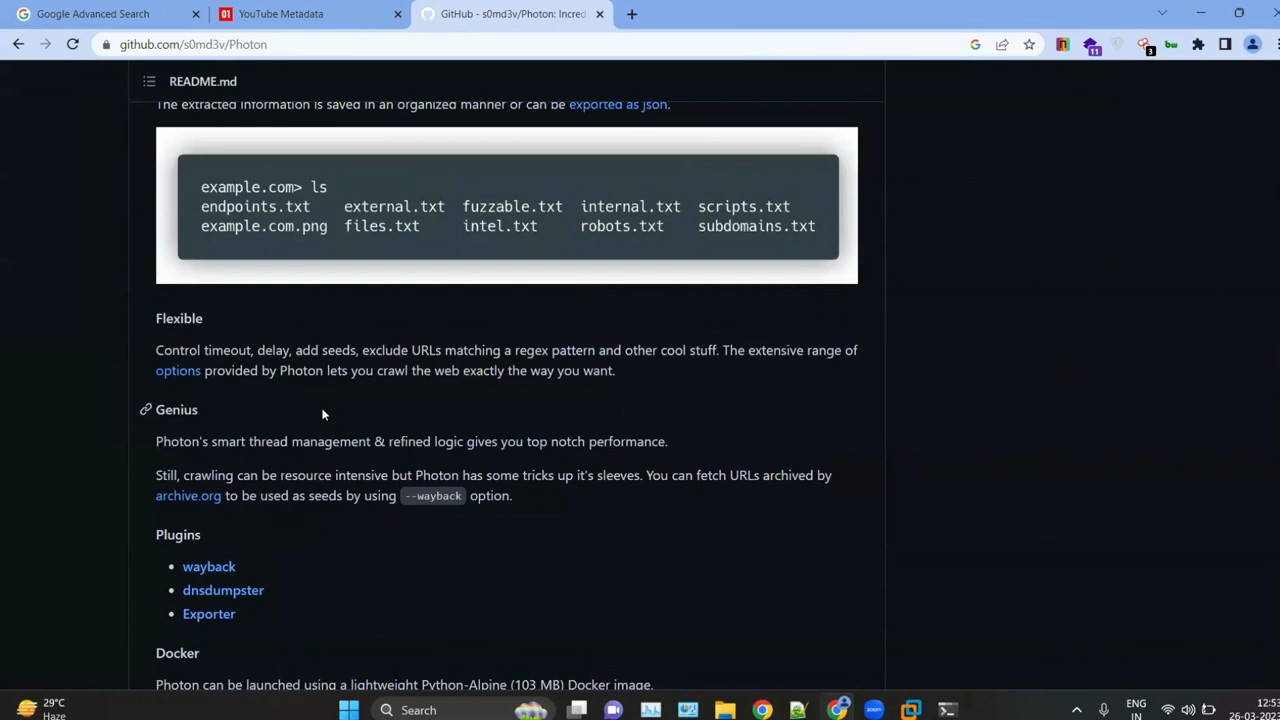 Google Advanced Search
YouTube Metadata
GitHub - s0md3v/Photon: Incred
github.com/s0md3v/Photon
11
3
bw
README.md
The extracted information is saved in an organized manner or can be exported as json.
example.com> ls
endpoints.txt external.txt fuzzable.txt internal.txt scripts.txt
example.com.png files.txt intel.txt robots.txt subdomains.txt
Flexible
Control timeout, delay, add seeds, exclude URLs matching a regex pattern and other cool stuff. The extensive range of
options provided by Photon lets you crawl the web exactly the way you want.
Genius
Photon's smart thread management & refined logic gives you top notch performance.
Still, crawling can be resource intensive but Photon has some tricks up it's sleeves. You can fetch URLs archived by
archive.org to be used as seeds by using --wayback option.
Plugins
• wayback
• dnsdumpster
• Exporter
Docker
Photon can be launched using a lightweight Python-Alpine (103 MB) Docker image.
29°C
Haze
Search
zoom
ENG
IN
26-03-2023